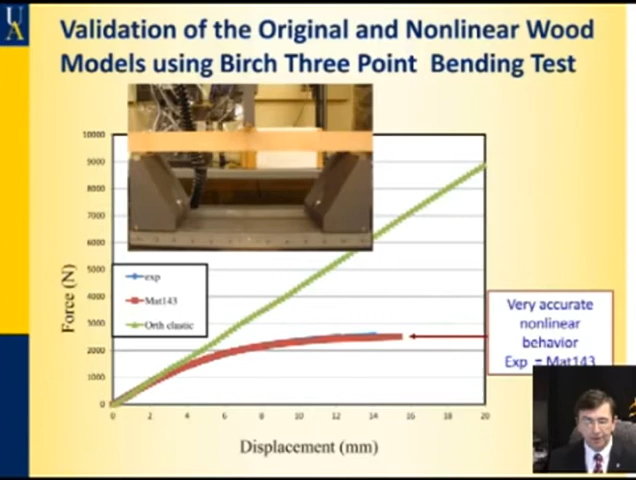 UA
Validation of the Original and Nonlinear Wood
Models using Birch Three Point Bending Test
10000
9000
8000
7000
6000
5000
4000
3000
2000
1000
0
Force (N)
exp
Mat143
Orth elastic
0 2 4 6 8 10 12 14 16 18 20
Displacement (mm)
Very accurate
nonlinear
behavior
Exp = Mat143